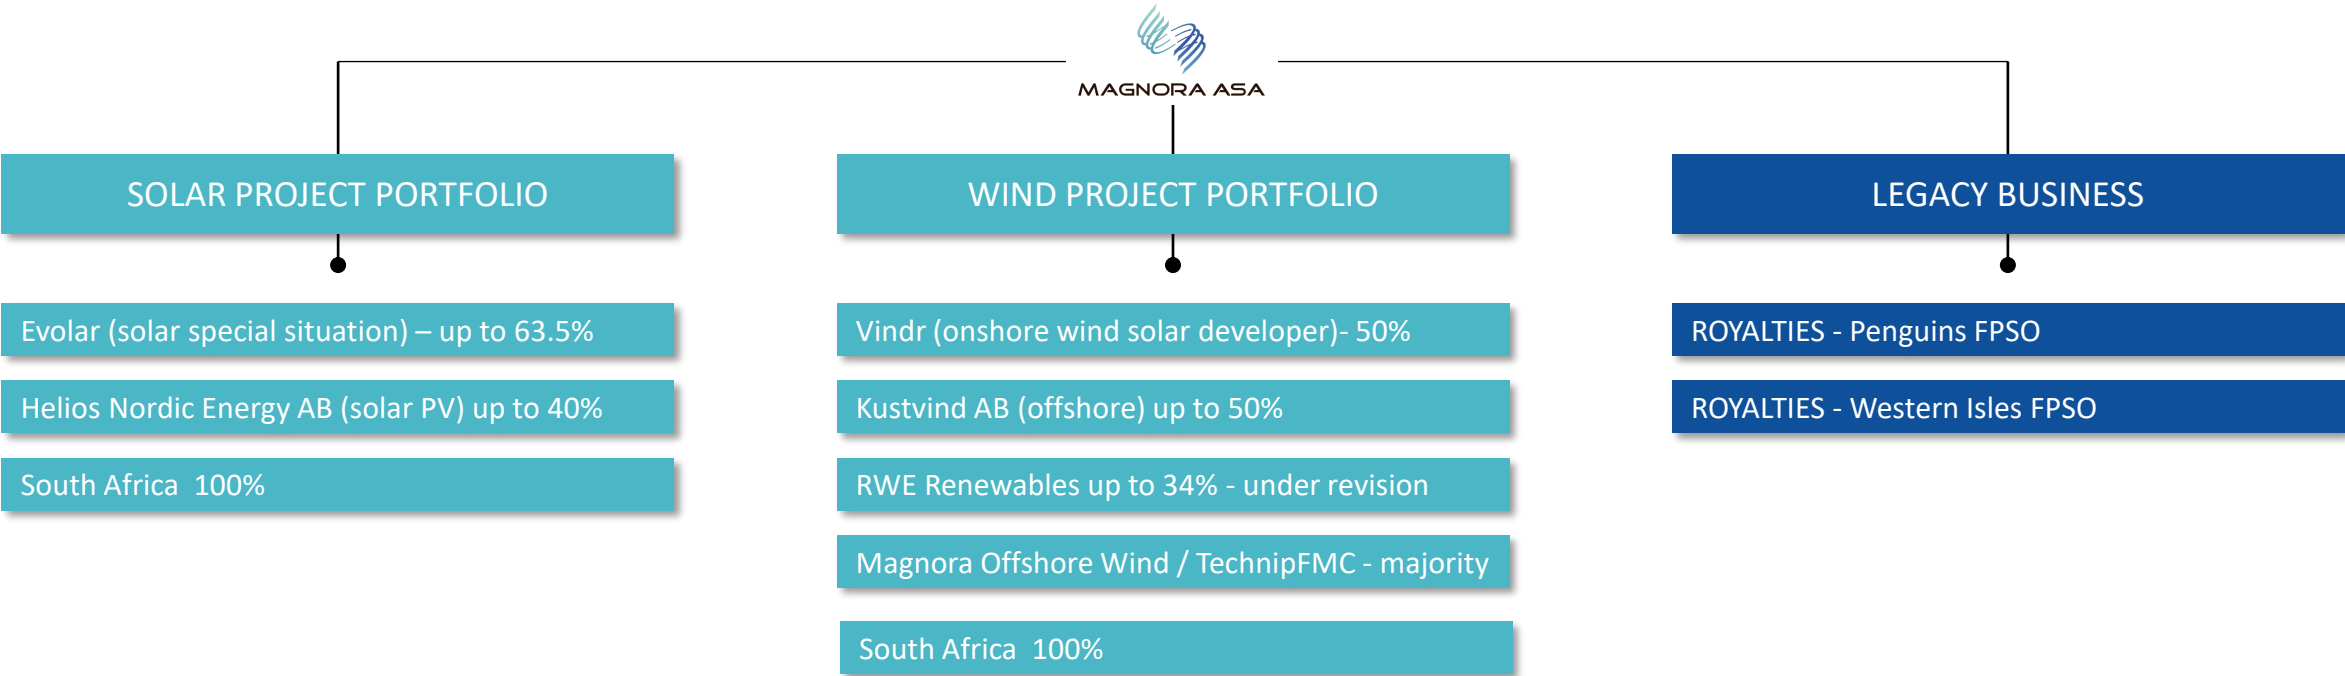 MAGNORA ASA
SOLAR PROJECT PORTFOLIO
Evolar (solar special situation) – up to 63.5%
Helios Nordic Energy AB (solar PV) up to 40%
South Africa  100%
WIND PROJECT PORTFOLIO
Vindr (onshore wind solar developer)- 50%
Kustvind AB (offshore) up to 50%
RWE Renewables up to 34% - under revision
Magnora Offshore Wind / TechnipFMC - majority
South Africa  100%
LEGACY BUSINESS
ROYALTIES - Penguins FPSO
ROYALTIES - Western Isles FPSO